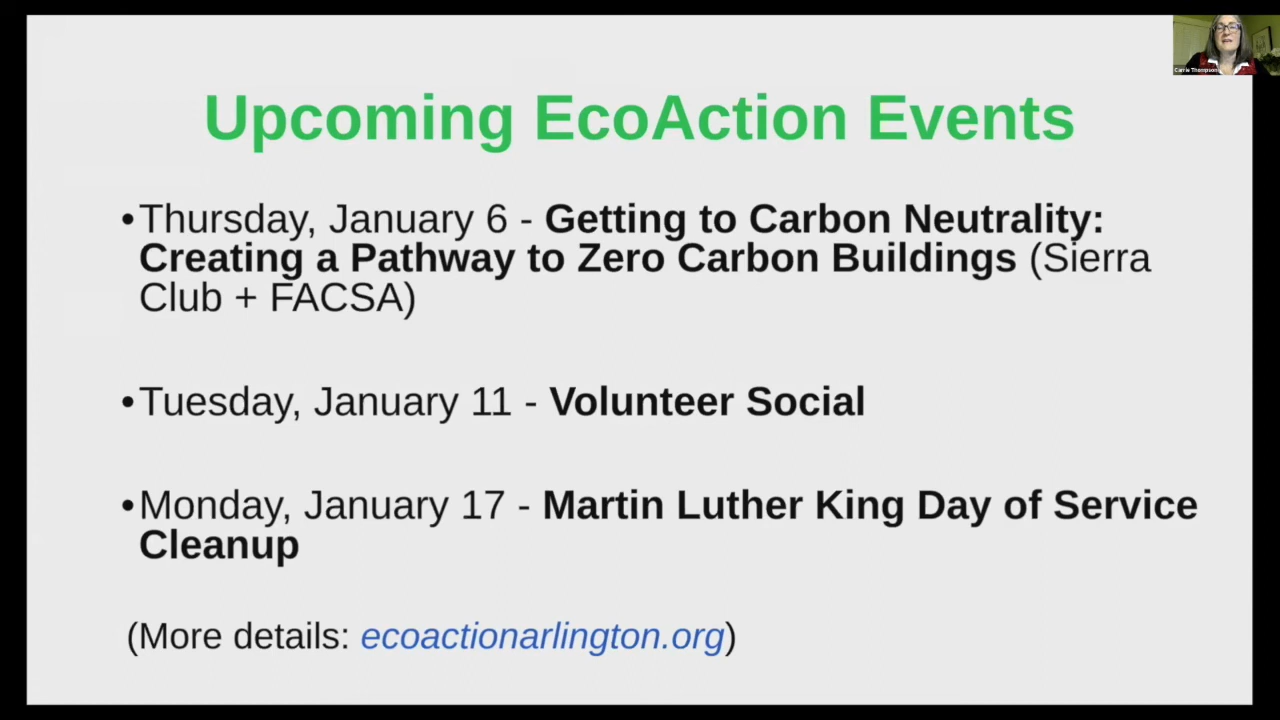 Carrie Thompson
Upcoming EcoAction Events
•Thursday, January 6 - Getting to Carbon Neutrality:
Creating a Pathway to Zero Carbon Buildings (Sierra
Club + FACSA)
•Tuesday, January 11 - Volunteer Social
•Monday, January 17 - Martin Luther King Day of Service
Cleanup
(More details: ecoactionarlington.org)